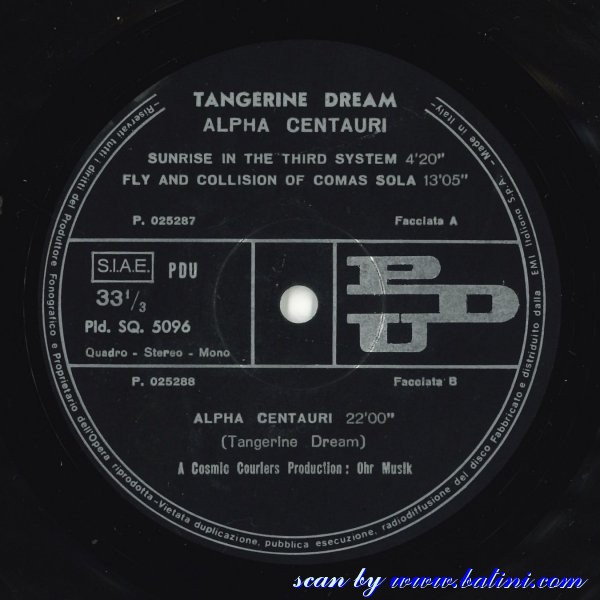 TANGERINE DREAM
ALPHA CENTAURI
SUNRISE IN THE THIRD SYSTEM 4'20"
FLY AND COLLISION OF COMAS SOLA 13'05"
P. 025287
Facciata A
S.I.A.E.
PDU
33 1/3
Pld. SQ. 5096
Quadro - Stereo - Mono
PDU
P. 025288
Facciata B
ALPHA CENTAURI 22'00"
(Tangerine Dream)
A Cosmic Couriers Production: Ohr Musik
-Riservati tutti i diritti del Produttore Fonografico e Proprietario dell'Opera riprodotta-Vietata duplicazione, pubblica esecuzione, radiodiffusione del disco Fabbricato e distribuito dalla EMI Italiana S.p.A. - Made in Italy-
scan by www.batini.com